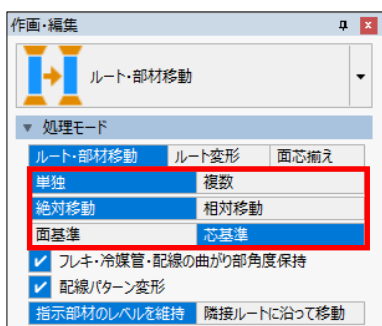 作画・編集
ルート・部材移動
処理モード
ルート・部材移動 ルート変形 面芯揃え
単独 複数
絶対移動 相対移動
面基準 芯基準
フレキ・冷媒管・配線の曲がり部角度保持
配線パターン変形
指示部材のレベルを維持 隣接ルートに沿って移動